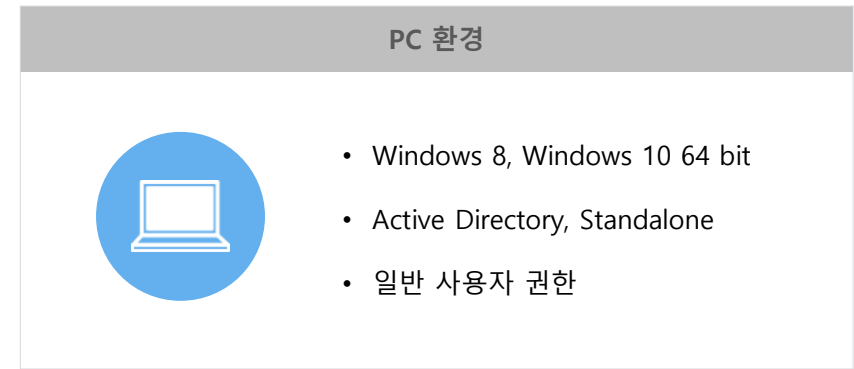 PC 환경
• Windows 8, Windows 10 64 bit
• Active Directory, Standalone
• 일반 사용자 권한